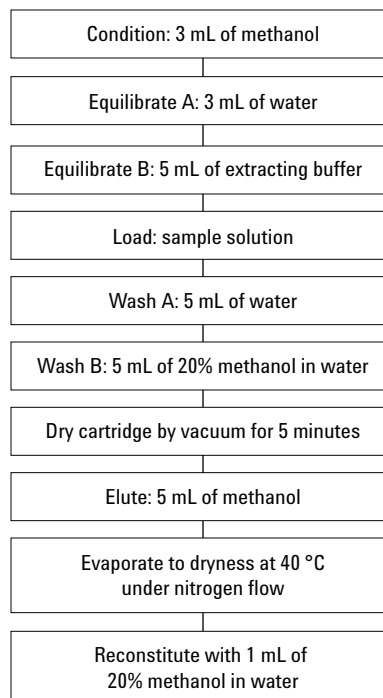 Condition: 3 mL of methanol
Equilibrate A: 3 mL of water
Equilibrate B: 5 mL of extracting buffer
Load: sample solution
Wash A: 5 mL of water
Wash B: 5 mL of 20% methanol in water
Dry cartridge by vacuum for 5 minutes
Elute: 5 mL of methanol
Evaporate to dryness at 40 °C
under nitrogen flow
Reconstitute with 1 mL of
20% methanol in water